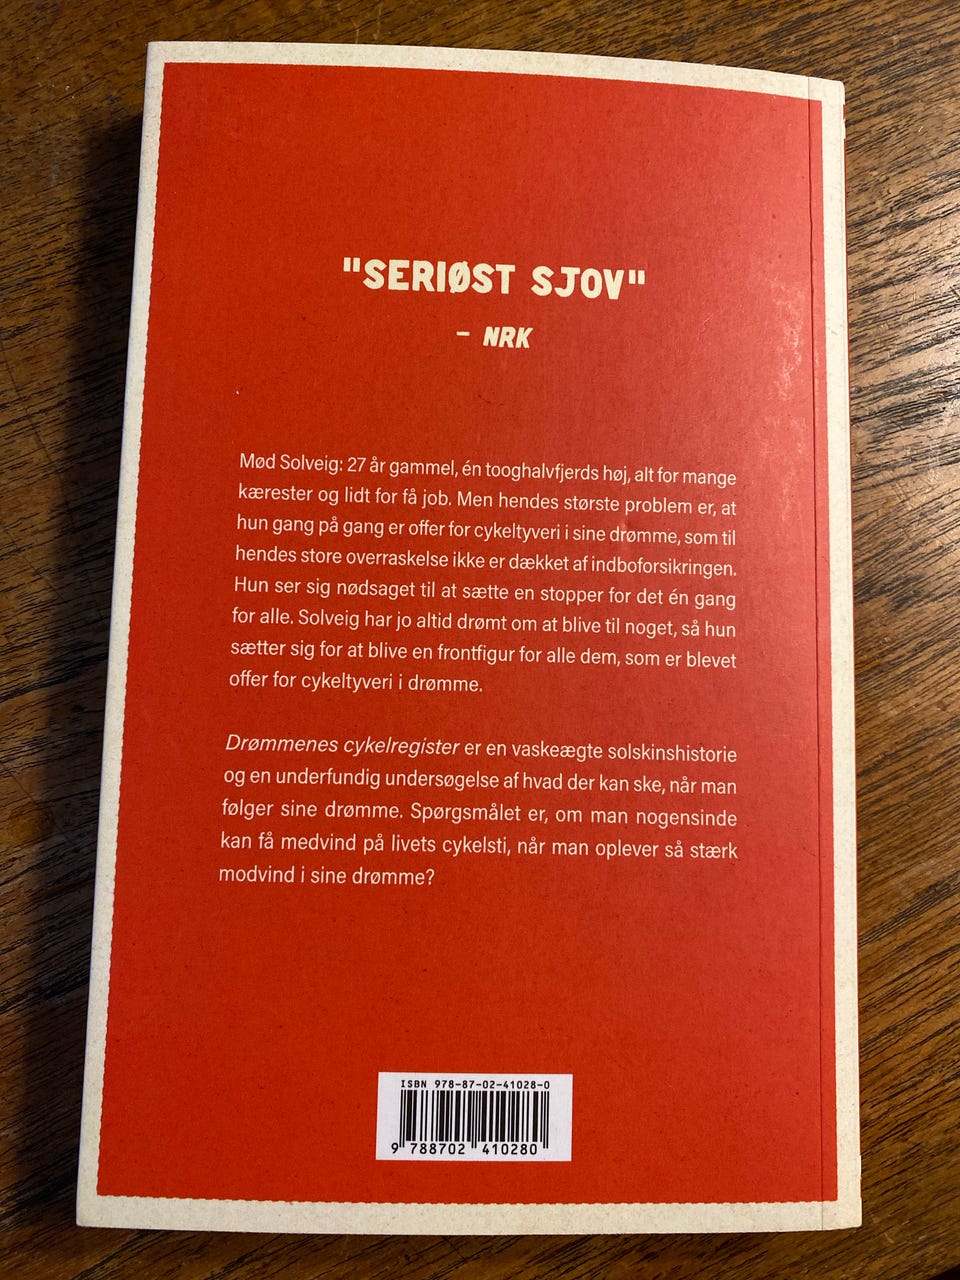 "SERIØST SJOV"
– NRK
Mød Solveig: 27 år gammel, én tooghalvfjerds høj, alt for mange
kærester og lidt for få job. Men hendes største problem er, at
hun gang på gang er offer for cykeltyveri i sine drømme, som til
hendes store overraskelse ikke er dækket af indboforsikringen.
Hun ser sig nødsaget til at sætte en stopper for det én gang
for alle. Solveig har jo altid drømt om at blive til noget, så hun
sætter sig for at blive en frontfigur for alle dem, som er blevet
offer for cykeltyveri i drømme.
Drømmenes cykelregister er en vaskeægte solskinshistorie
og en underfundig undersøgelse af hvad der kan ske, når man
følger sine drømme. Spørgsmålet er, om man nogensinde
kan få medvind på livets cykelsti, når man oplever så stærk
modvind i sine drømme?
ISBN 978-87-02-41028-0
9 788702 410280